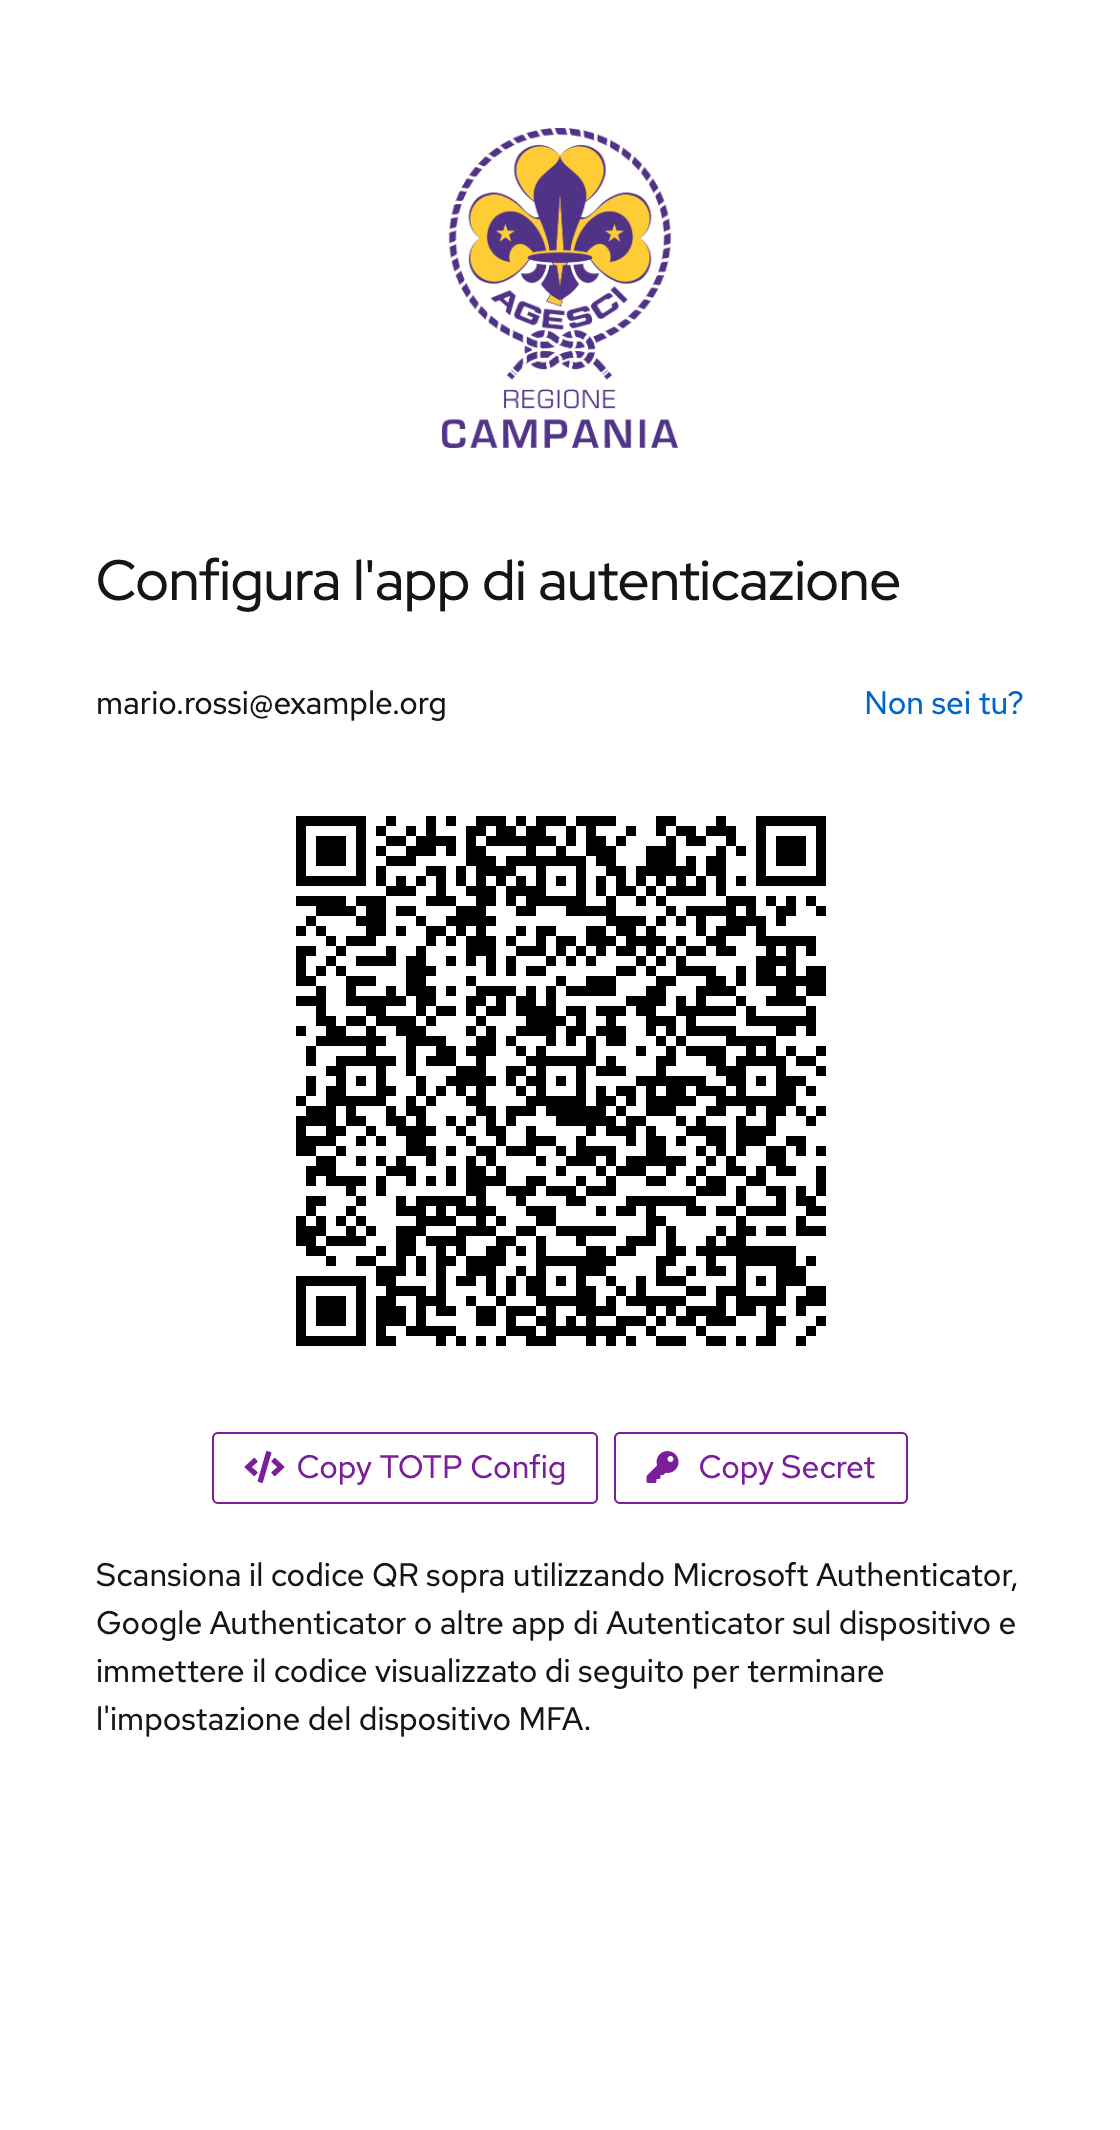 AGESCI
REGIONE
CAMPANIA
Configura l'app di autenticazione
mario.rossi@example.org
Non sei tu?
Copy TOTP Config
Copy Secret
Scansiona il codice QR sopra utilizzando Microsoft Authenticator,
Google Authenticator o altre app di Autenticator sul dispositivo e
immettere il codice visualizzato di seguito per terminare
l'impostazione del dispositivo MFA.